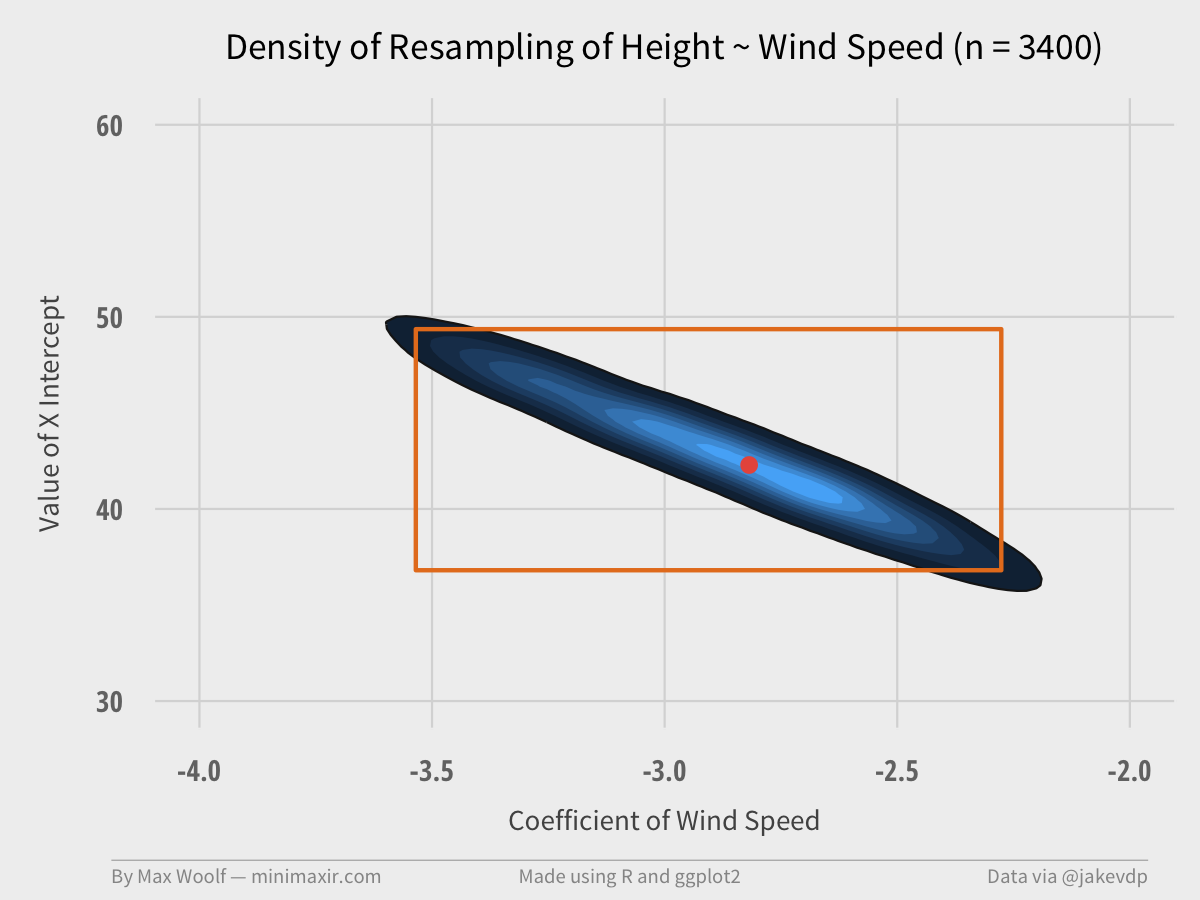 Density of Resampling of Height ~ Wind Speed (n = 3400)
60
50
40
30
Value of X Intercept
-4.0 -3.5 -3.0 -2.5 -2.0
Coefficient of Wind Speed
By Max Woolf — minimaxir.com Made using R and ggplot2 Data via @jakevdp